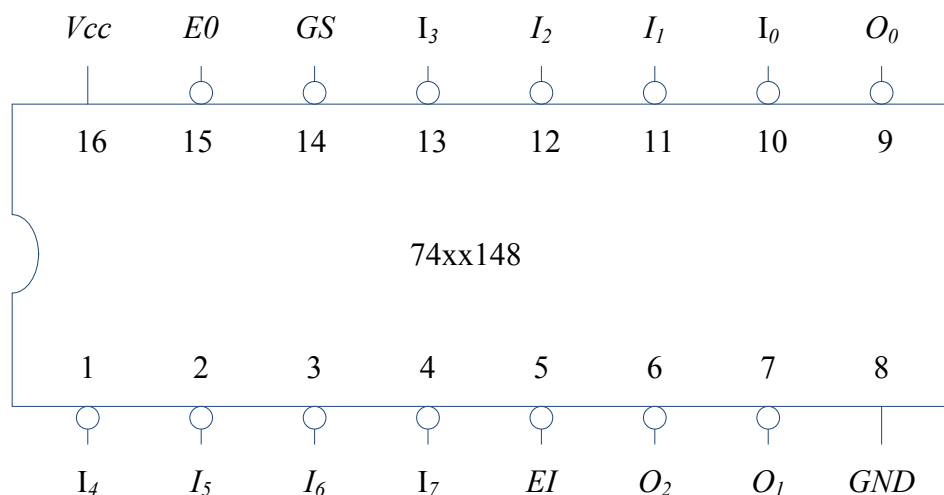 Vcc E0 GS I3 I2 I1 I0 O0
16 15 14 13 12 11 10 9
74xx148
1 2 3 4 5 6 7 8
I4 I5 I6 I7 EI O2 O1 GND